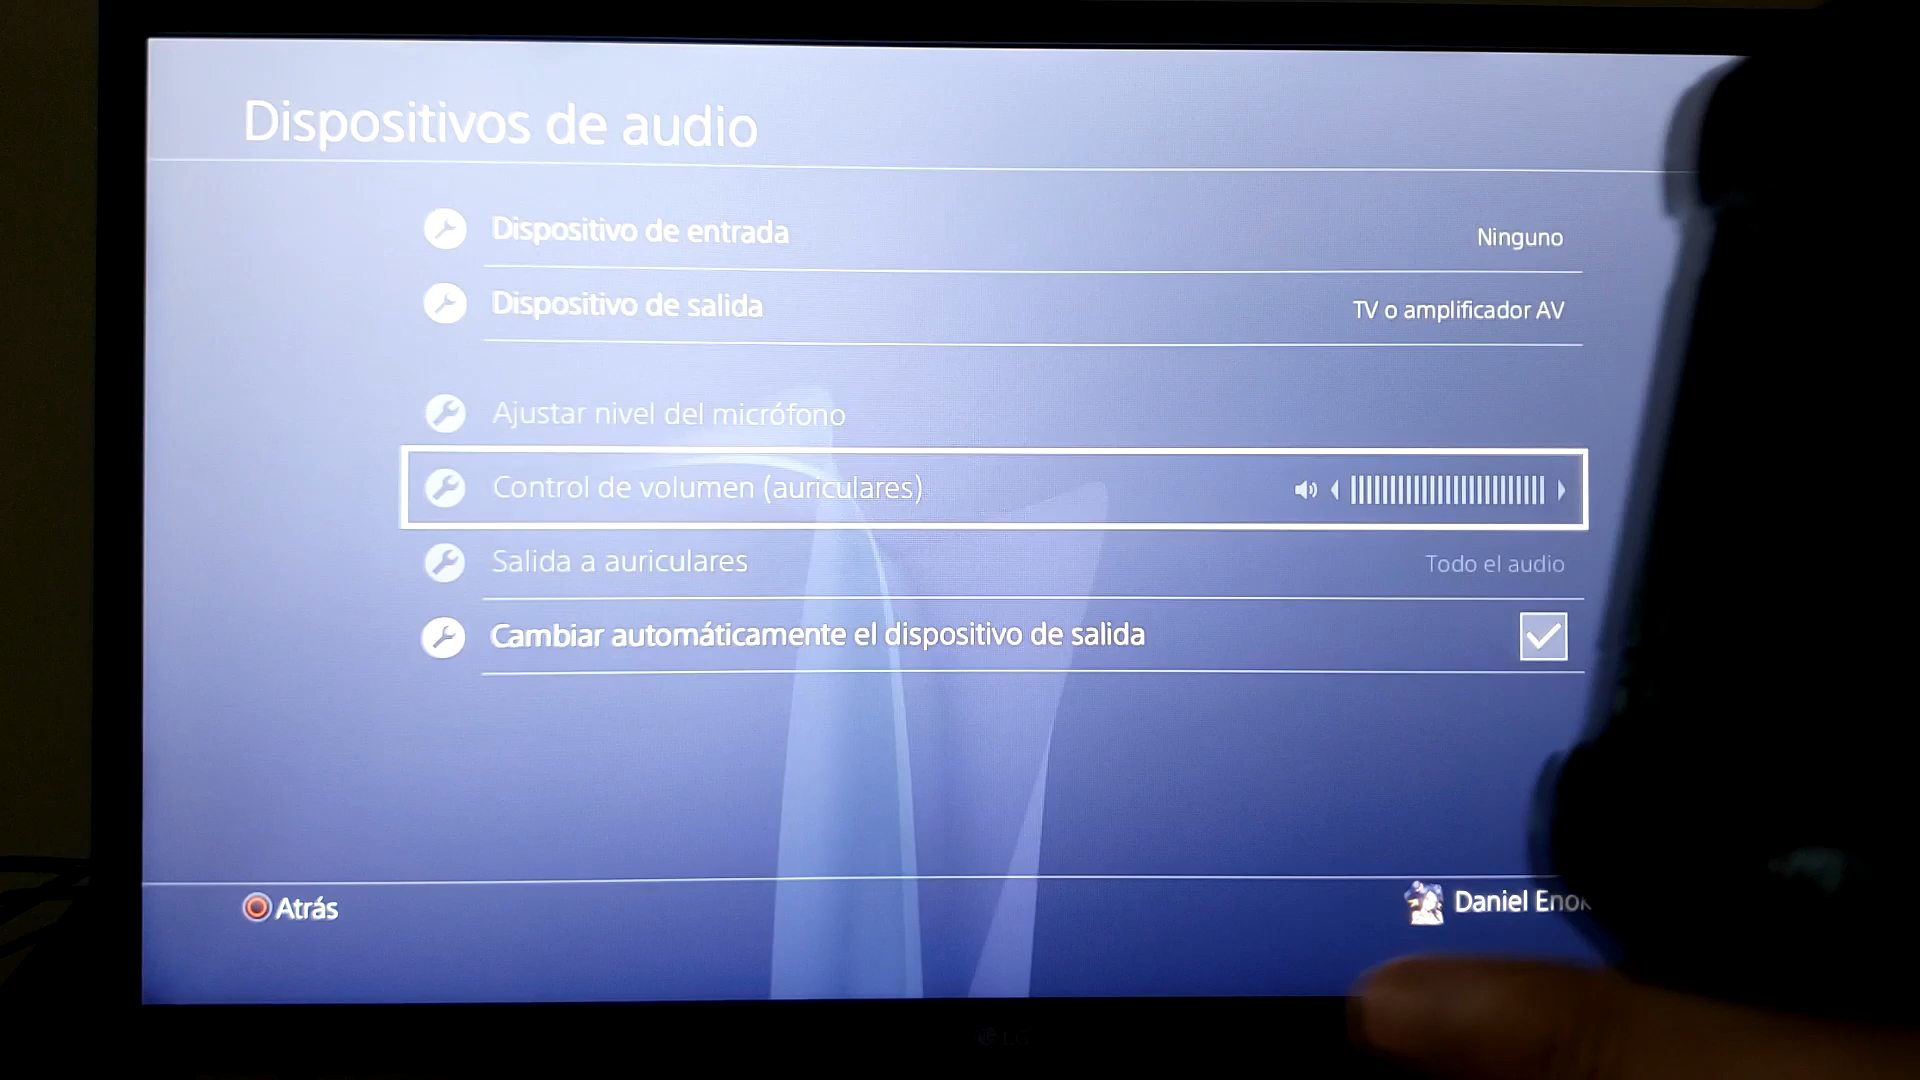 Dispositivos de audio
Dispositivo de entrada Ninguno
Dispositivo de salida TV o amplificador AV
Ajustar nivel del micrófono
Control de volumen (auriculares)
Salida a auriculares Todo el audio
Cambiar automáticamente el dispositivo de salida
Atrás Daniel
LG